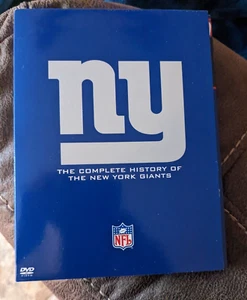 ny
THE COMPLETE HISTORY OF
THE NEW YORK GIANTS
NFL
DVD